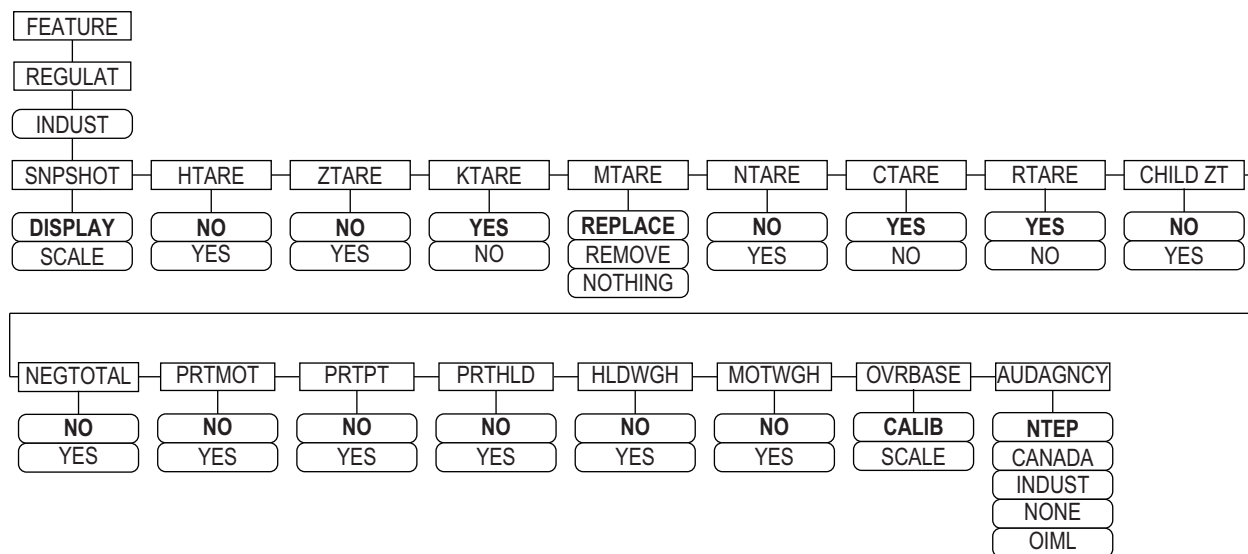 FEATURE
REGULAT
INDUST
SNPSHOT HTARE ZTARE KTARE MTARE NTARE CTARE RTARE CHILD ZT
DISPLAY NO NO YES REPLACE NO YES YES NO
SCALE YES YES NO REMOVE YES NO NO YES
NOTHING
NEGTOTAL PRTMOT PRTPT PRTHLD HLDWGH MOTWGH OVRBASE AUDAGNCY
NO NO NO NO NO NO CALIB NTEP
YES YES YES YES YES YES SCALE CANADA
INDUST
NONE
OIML